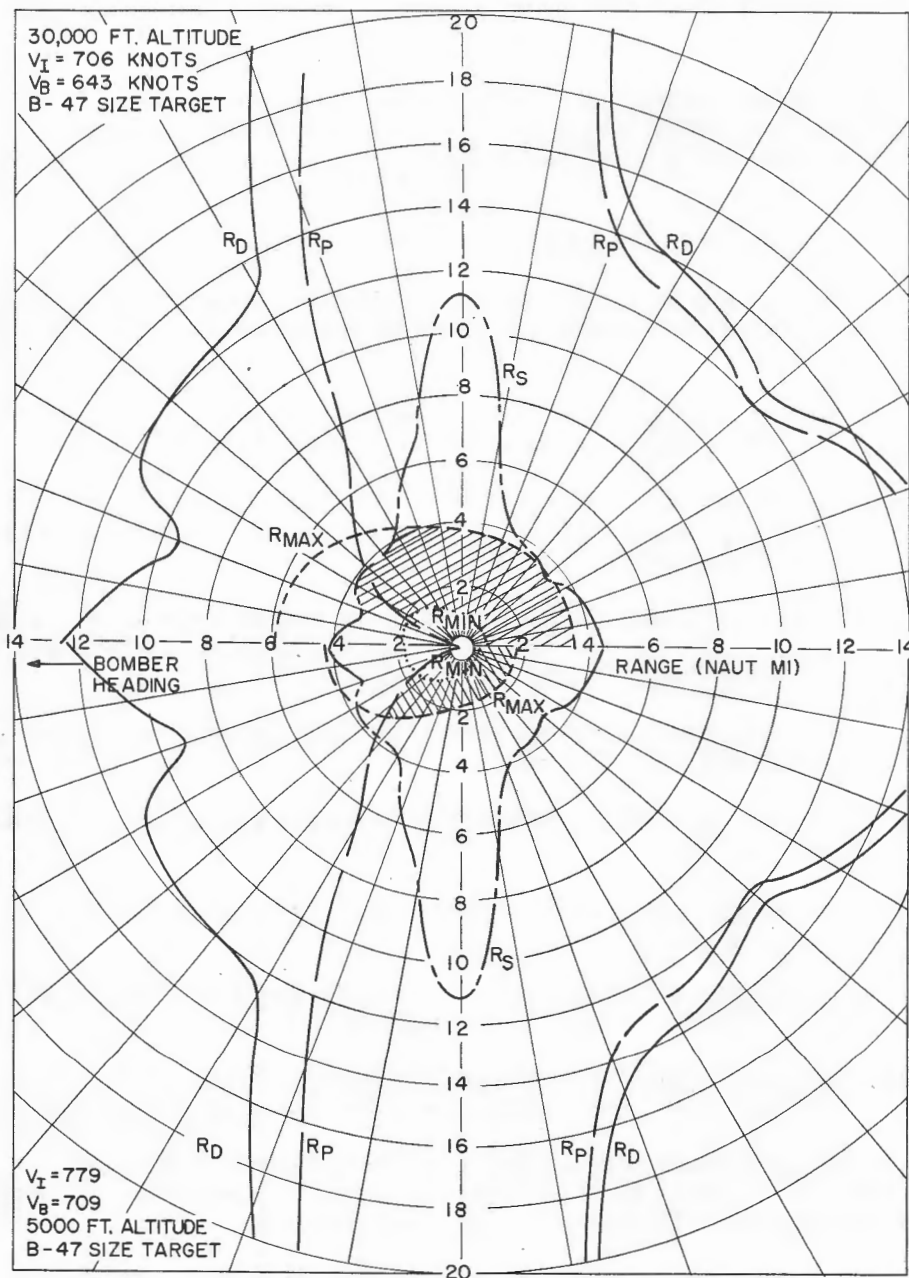 30,000 FT. ALTITUDE
V_I = 706 KNOTS
V_B = 643 KNOTS
B-47 SIZE TARGET
20
18
16
14
12
10
8
6
4
2
R_D
R_P
R_P
R_D
R_S
R_MAX
R_MIN
14
10
8
6
4
2
6
8
10
12
14
BOMBER
HEADING
RANGE (NAUT MI)
R_MIN
R_MAX
2
4
6
8
10
12
14
16
18
20
R_S
R_D
R_P
R_P
R_D
V_I = 779
V_B = 709
5000 FT. ALTITUDE
B-47 SIZE TARGET